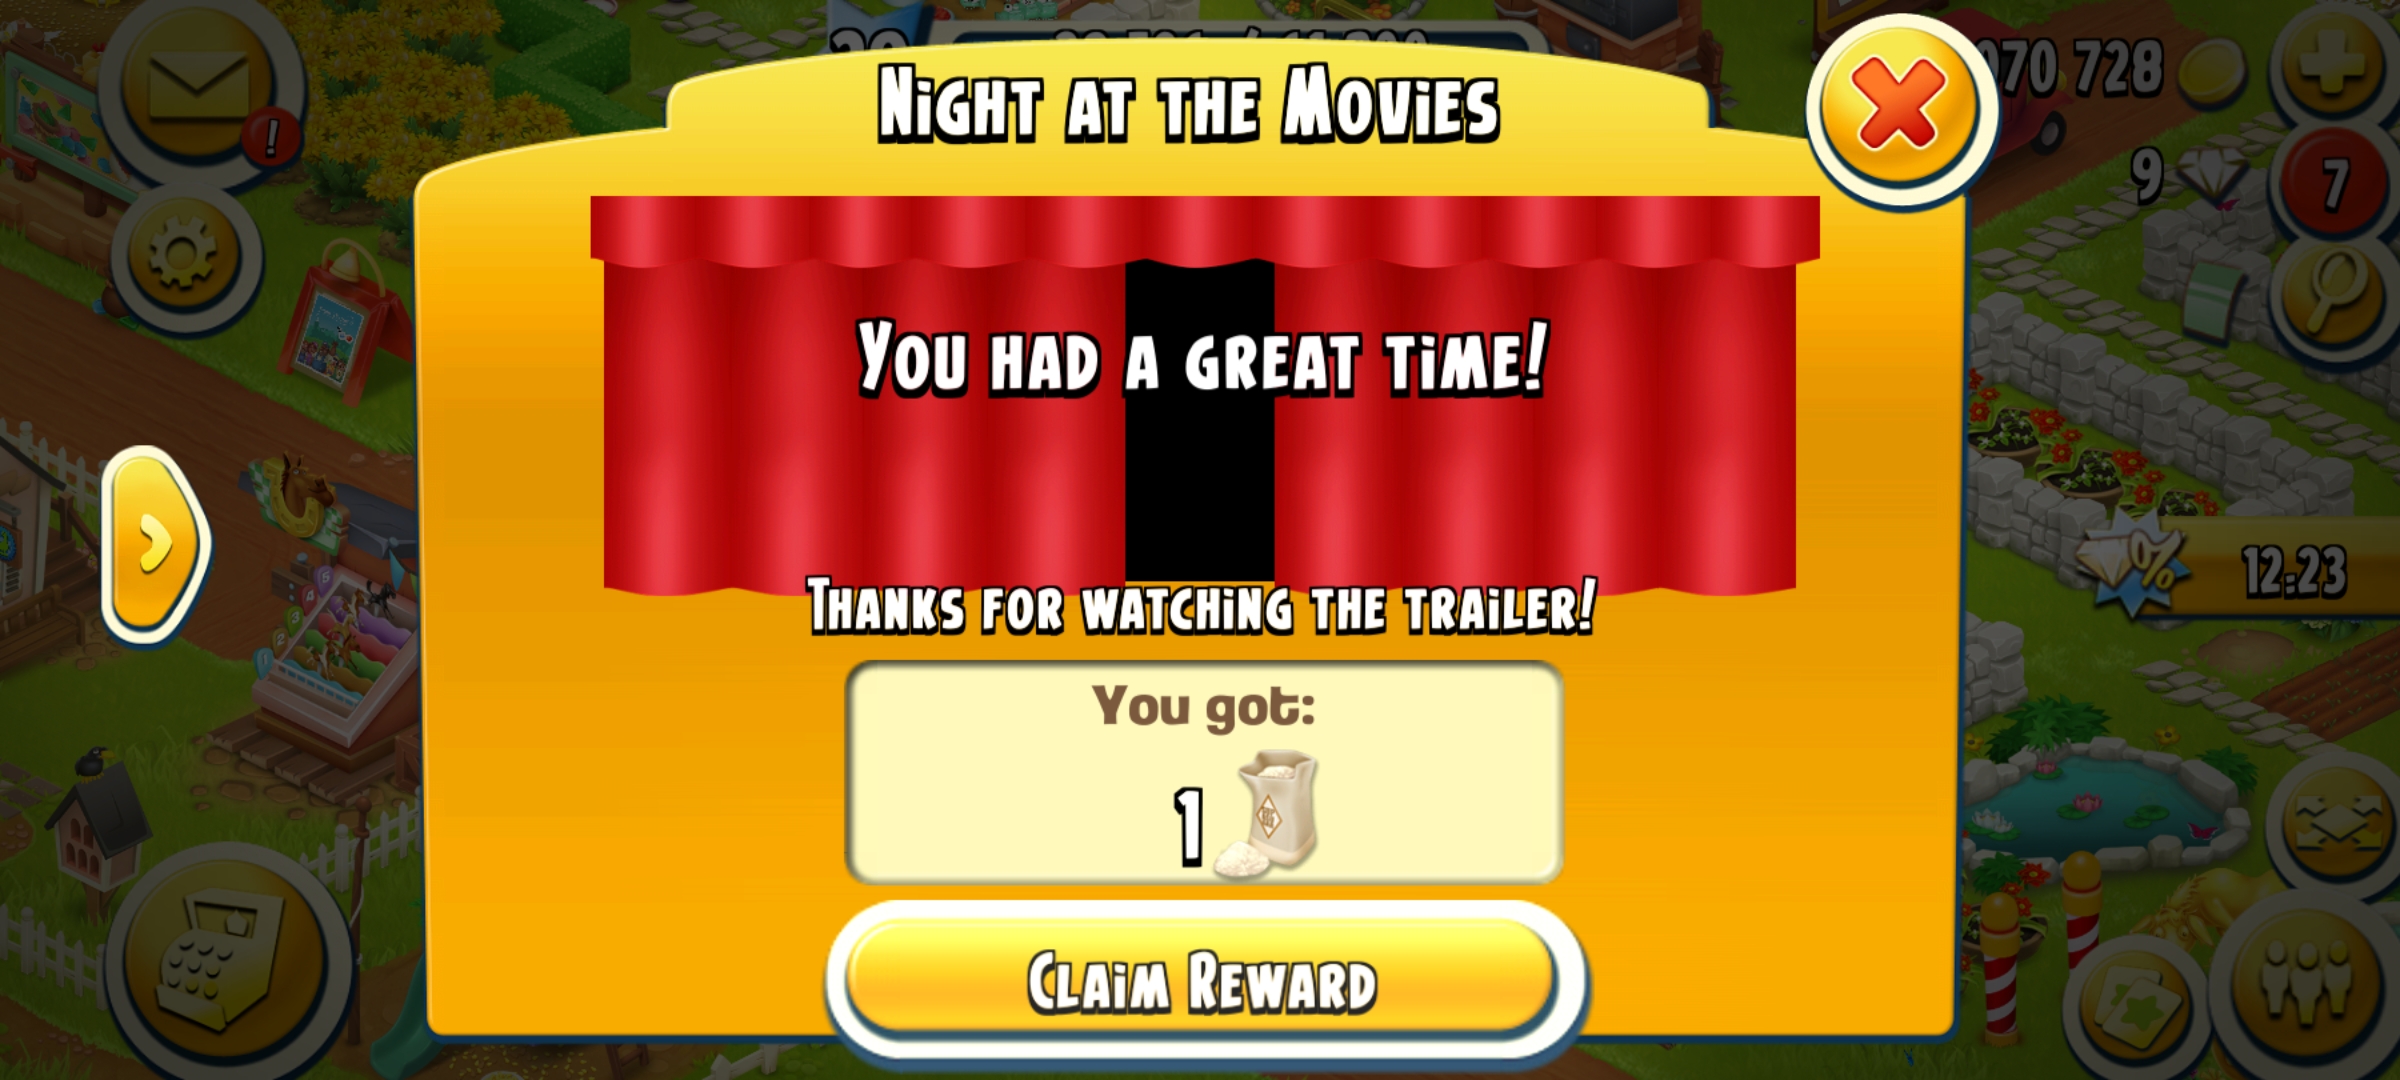 Night at the Movies
070 728
9
7
You had a great time!
12:23
Thanks for watching the trailer!
You got:
1
Claim Reward